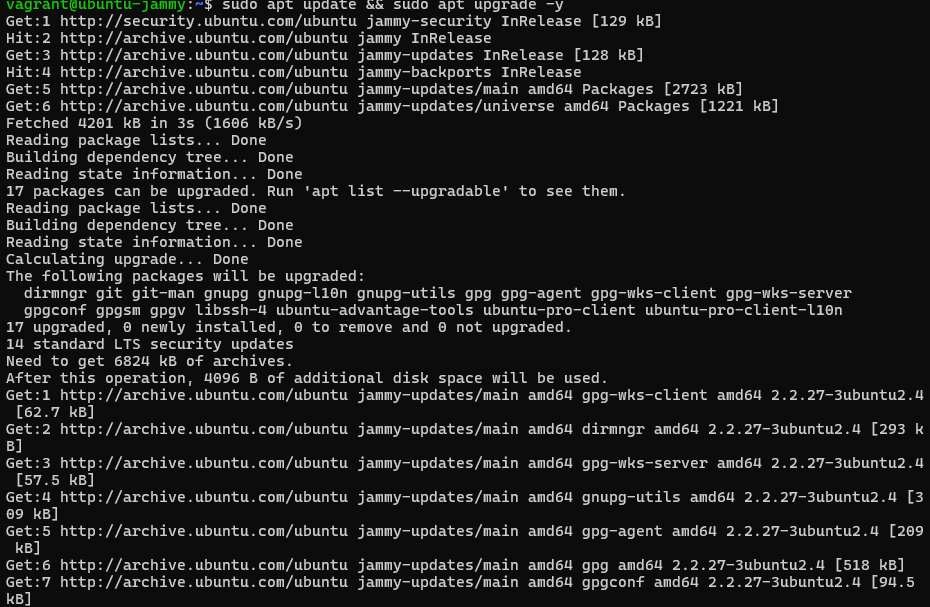 vagrant@ubuntu-jammy:~$ sudo apt update && sudo apt upgrade -y
Get:1 http://security.ubuntu.com/ubuntu jammy-security InRelease [129 kB]
Hit:2 http://archive.ubuntu.com/ubuntu jammy InRelease
Get:3 http://archive.ubuntu.com/ubuntu jammy-updates InRelease [128 kB]
Hit:4 http://archive.ubuntu.com/ubuntu jammy-backports InRelease
Get:5 http://archive.ubuntu.com/ubuntu jammy-updates/main amd64 Packages [2723 kB]
Get:6 http://archive.ubuntu.com/ubuntu jammy-updates/universe amd64 Packages [1221 kB]
Fetched 4201 kB in 3s (1606 kB/s)
Reading package lists... Done
Building dependency tree... Done
Reading state information... Done
17 packages can be upgraded. Run 'apt list --upgradable' to see them.
Reading package lists... Done
Building dependency tree... Done
Reading state information... Done
Calculating upgrade... Done
The following packages will be upgraded:
  dirmngr git git-man gnupg gnupg-l10n gnupg-utils gpg gpg-agent gpg-wks-client gpg-wks-server
  gpgconf gpgsm gpgv libssh-4 ubuntu-advantage-tools ubuntu-pro-client ubuntu-pro-client-l10n
17 upgraded, 0 newly installed, 0 to remove and 0 not upgraded.
14 standard LTS security updates
Need to get 6824 kB of archives.
After this operation, 4096 B of additional disk space will be used.
Get:1 http://archive.ubuntu.com/ubuntu jammy-updates/main amd64 gpg-wks-client amd64 2.2.27-3ubuntu2.4
 [62.7 kB]
Get:2 http://archive.ubuntu.com/ubuntu jammy-updates/main amd64 dirmngr amd64 2.2.27-3ubuntu2.4 [293 k
B]
Get:3 http://archive.ubuntu.com/ubuntu jammy-updates/main amd64 gpg-wks-server amd64 2.2.27-3ubuntu2.4
 [57.5 kB]
Get:4 http://archive.ubuntu.com/ubuntu jammy-updates/main amd64 gnupg-utils amd64 2.2.27-3ubuntu2.4 [3
09 kB]
Get:5 http://archive.ubuntu.com/ubuntu jammy-updates/main amd64 gpg-agent amd64 2.2.27-3ubuntu2.4 [209
 kB]
Get:6 http://archive.ubuntu.com/ubuntu jammy-updates/main amd64 gpg amd64 2.2.27-3ubuntu2.4 [518 kB]
Get:7 http://archive.ubuntu.com/ubuntu jammy-updates/main amd64 gpgconf amd64 2.2.27-3ubuntu2.4 [94.5
kB]